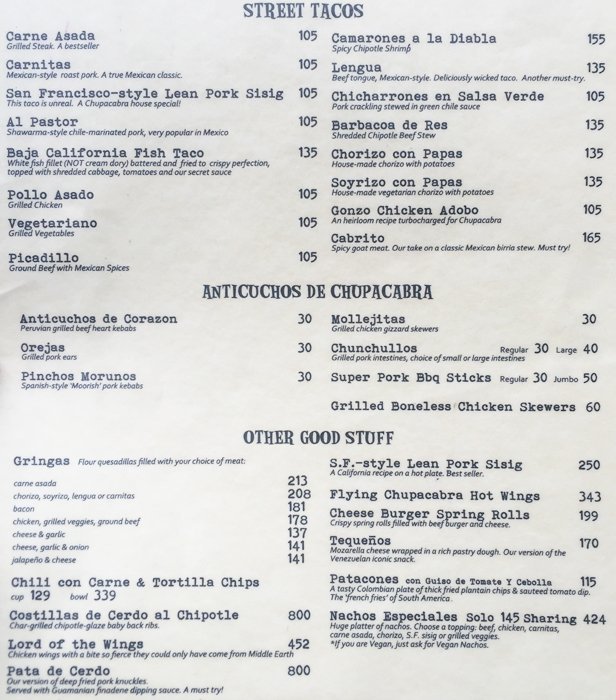 STREET TACOS
Carne Asada 105
Grilled Steak. A bestseller
Carnitas 105
Mexican-style roast pork. A true Mexican classic.
San Francisco-style Lean Pork Sisig 105
This taco is unreal. A Chupacabra house special!
Al Pastor 105
Shawarma-style chile-marinated pork, very popular in Mexico
Baja California Fish Taco 135
White fish fillet (NOT cream dory) battered and fried to crispy perfection,
topped with shredded cabbage, tomatoes and our secret sauce
Pollo Asado 105
Grilled Chicken
Vegetariano 105
Grilled Vegetables
Picadillo 105
Ground Beef with Mexican Spices
Camarones a la Diabla 155
Spicy Chipotle Shrimp
Lengua 135
Beef tongue, Mexican-style. Deliciously wicked taco. Another must-try.
Chicharrones en Salsa Verde 105
Pork crackling stewed in green chile sauce
Barbacoa de Res 135
Shredded Chipotle Beef Stew
Chorizo con Papas 135
House-made chorizo with potatoes
Soyrizo con Papas 135
House-made vegetarian chorizo with potatoes
Gonzo Chicken Adobo 105
An heirloom recipe turbocharged for Chupacabra
Cabrito 165
Spicy goat meat. Our take on a classic Mexican birria stew. Must try!
ANTICUCHOS DE CHUPACABRA
Anticuchos de Corazon 30
Peruvian grilled beef heart kebabs
Orejas 30
Grilled pork ears
Pinchos Morunos 30
Spanish-style 'Moorish' pork kebabs
Mollejitas 30
Grilled chicken gizzard skewers
Chunchullos Regular 30 Large 40
Grilled pork intestines, choice of small or large intestines
Super Pork Bbq Sticks Regular 30 Jumbo 50
Grilled Boneless Chicken Skewers 60
OTHER GOOD STUFF
Gringas Flour quesadillas filled with your choice of meat:
carne asada 213
chorizo, soyrizo, lengua or carnitas 208
bacon 181
chicken, grilled veggies, ground beef 178
cheese & garlic 137
cheese, garlic & onion 141
jalapeño & cheese 141
Chili con Carne & Tortilla Chips
cup 129 bowl 339
Costillas de Cerdo al Chipotle 800
Char-grilled chipotle-glaze baby back ribs.
Lord of the Wings 452
Chicken wings with a bite so fierce they could only have come from Middle Earth
Pata de Cerdo 800
Our version of deep fried pork knuckles.
Served with Guamanian finadene dipping sauce. A must try!
S.F.-style Lean Pork Sisig 250
A California recipe on a hot plate. Best seller.
Flying Chupacabra Hot Wings 343
Cheese Burger Spring Rolls 199
Crispy spring rolls filled with beef burger and cheese.
Tequeños 170
Mozarella cheese wrapped in a rich pastry dough. Our version of the
Venezuelan iconic snack.
Patacones con Guiso de Tomate Y Cebolla 115
A tasty Colombian plate of thick fried plantain chips & sauteed tomato dip.
The 'french fries' of South America.
Nachos Especiales Solo 145 Sharing 424
Huge platter of nachos. Choose a topping: beef, chicken, carnitas,
carne asada, chorizo, S.F. sisig or grilled veggies.
*If you are Vegan, just ask for Vegan Nachos.